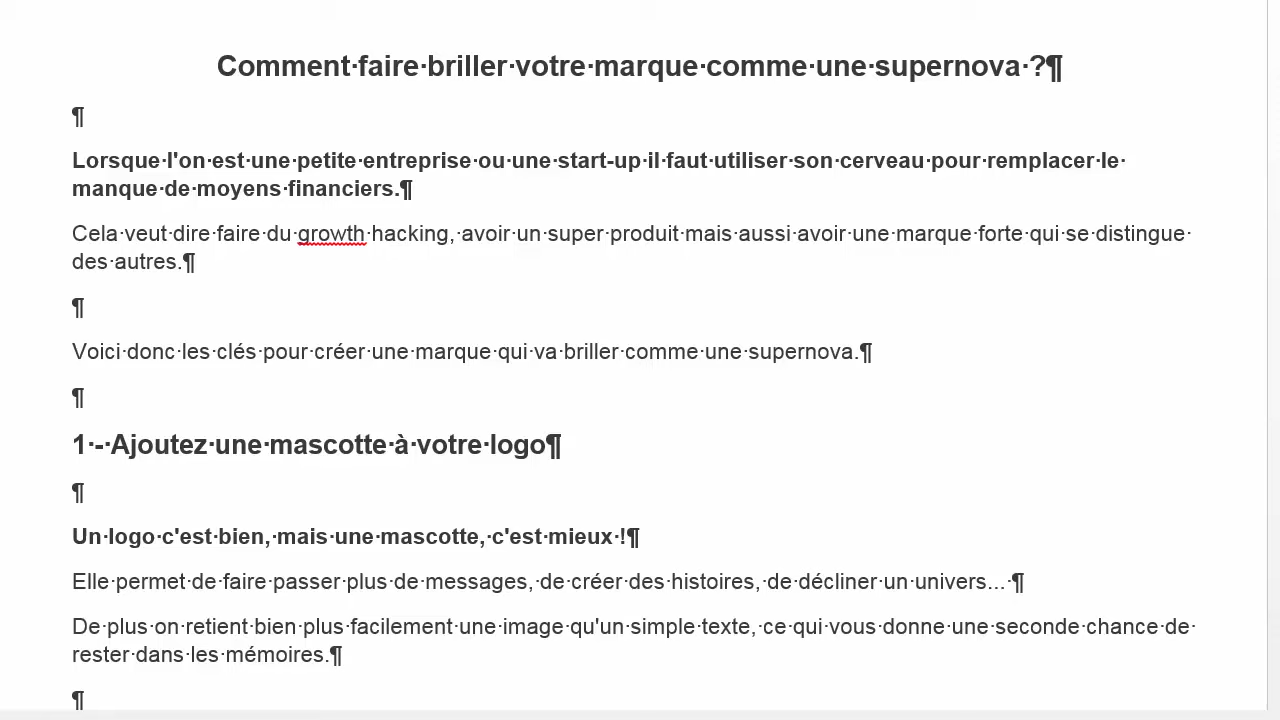 Comment faire briller votre marque comme une supernova ?¶
¶
Lorsque l'on est une petite entreprise ou une start-up il faut utiliser son cerveau pour remplacer le
manque de moyens financiers.¶
Cela veut dire faire du growth hacking, avoir un super produit mais aussi avoir une marque forte qui se distingue
des autres.¶
¶
Voici donc les clés pour créer une marque qui va briller comme une supernova.¶
¶
1 - Ajoutez une mascotte à votre logo¶
¶
Un logo c'est bien, mais une mascotte, c'est mieux !¶
Elle permet de faire passer plus de messages, de créer des histoires, de décliner un univers... ¶
De plus on retient bien plus facilement une image qu'un simple texte, ce qui vous donne une seconde chance de
rester dans les mémoires.¶
¶